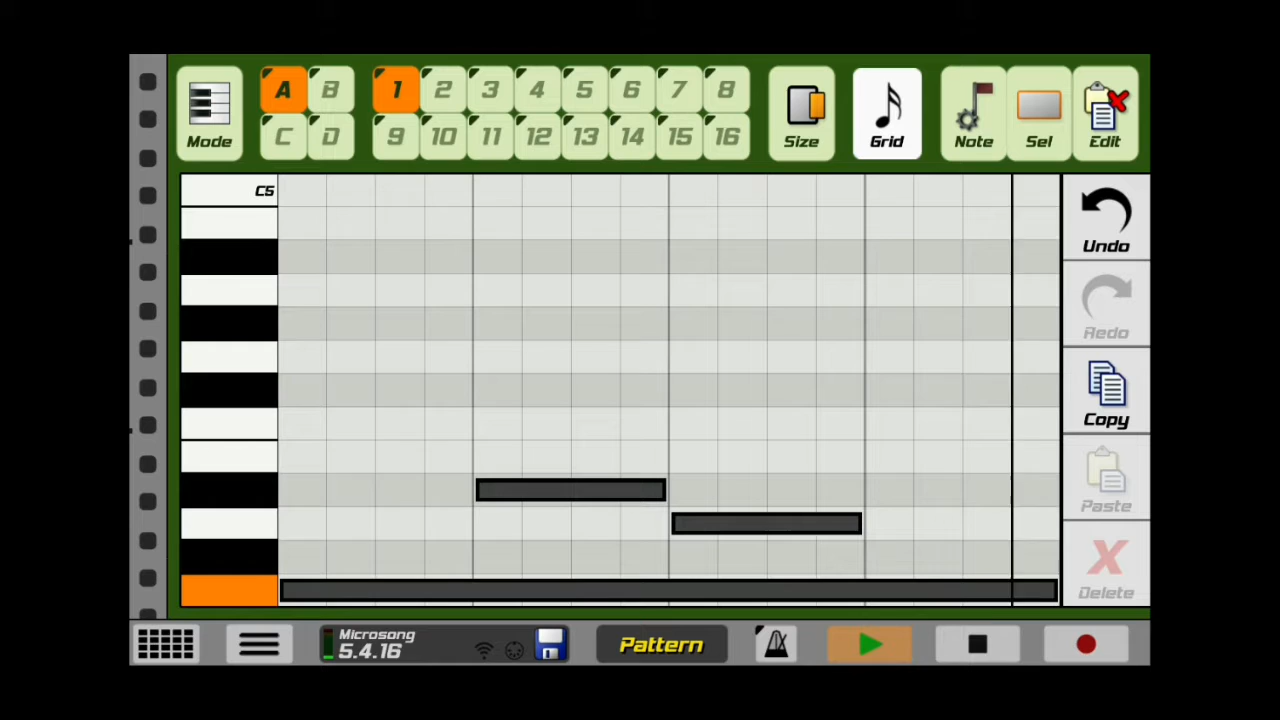 A B 1 2 3 4 5 6 7 8
Mode C D 9 10 11 12 13 14 15 16 Size Grid Note Sel Edit
C5
Undo
Redo
Copy
Paste
Delete
Microsong
5.4.16
Pattern